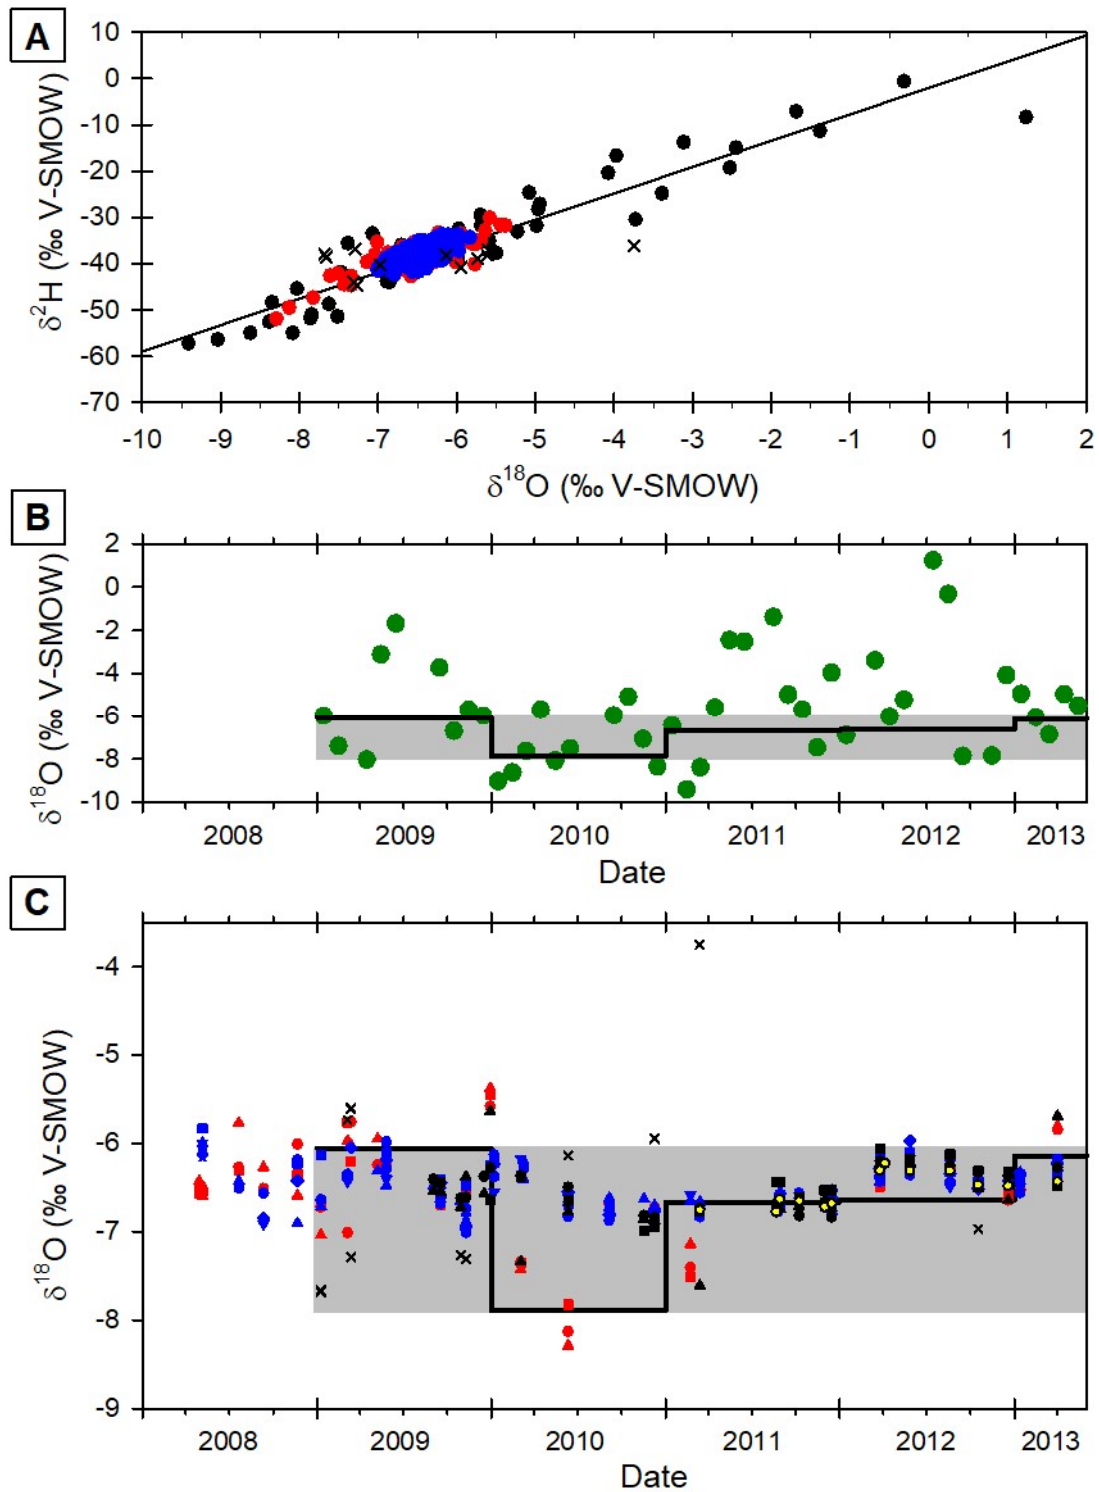 A
10
0
-10
-20
-30
-40
-50
-60
-70
δ²H (‰ V-SMOW)
-10 -9 -8 -7 -6 -5 -4 -3 -2 -1 0 1 2
δ¹⁸O (‰ V-SMOW)
B
2
0
-2
-4
-6
-8
-10
δ¹⁸O (‰ V-SMOW)
2008 2009 2010 2011 2012 2013
Date
C
-4
-5
-6
-7
-8
-9
δ¹⁸O (‰ V-SMOW)
2008 2009 2010 2011 2012 2013
Date